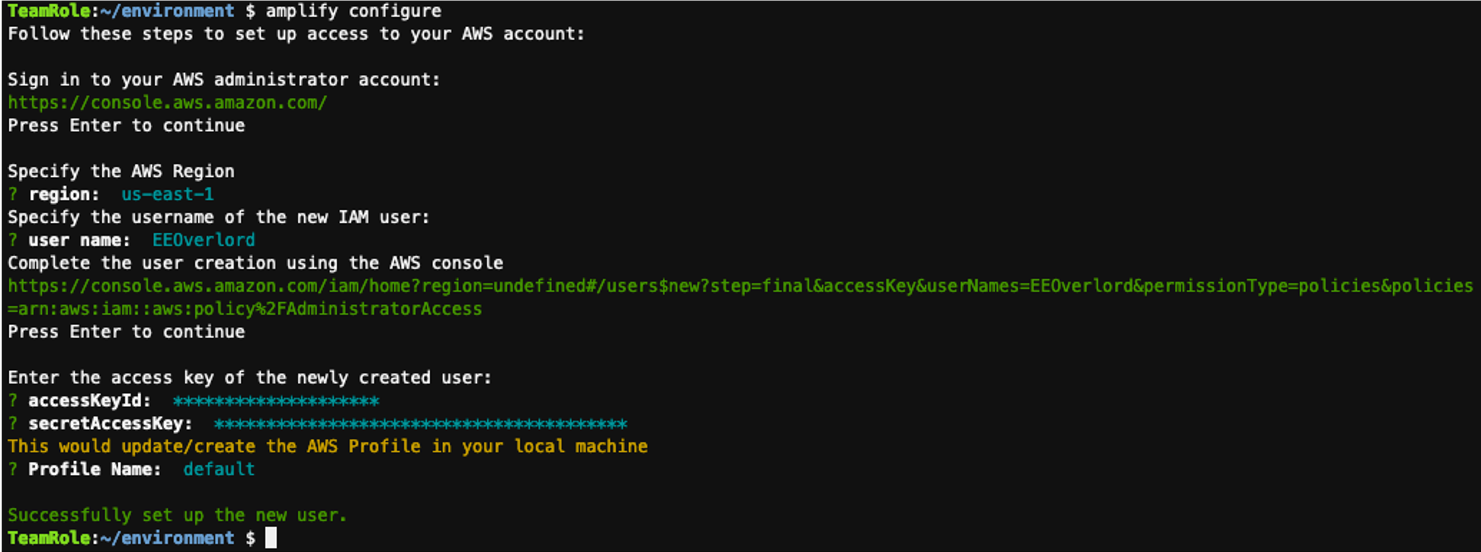 TeamRole:~/environment $ amplify configure
Follow these steps to set up access to your AWS account:
Sign in to your AWS administrator account:
https://console.aws.amazon.com/
Press Enter to continue
Specify the AWS Region
? region:  us-east-1
Specify the username of the new IAM user:
? user name:  EEOverlord
Complete the user creation using the AWS console
https://console.aws.amazon.com/iam/home?region=undefined#/users$new?step=final&accessKey&userNames=EEOverlord&permissionType=policies&policies
=arn:aws:iam::aws:policy%2FAdministratorAccess
Press Enter to continue
Enter the access key of the newly created user:
? accessKeyId:  ********************
? secretAccessKey:  ****************************************
This would update/create the AWS Profile in your local machine
? Profile Name:  default
Successfully set up the new user.
TeamRole:~/environment $